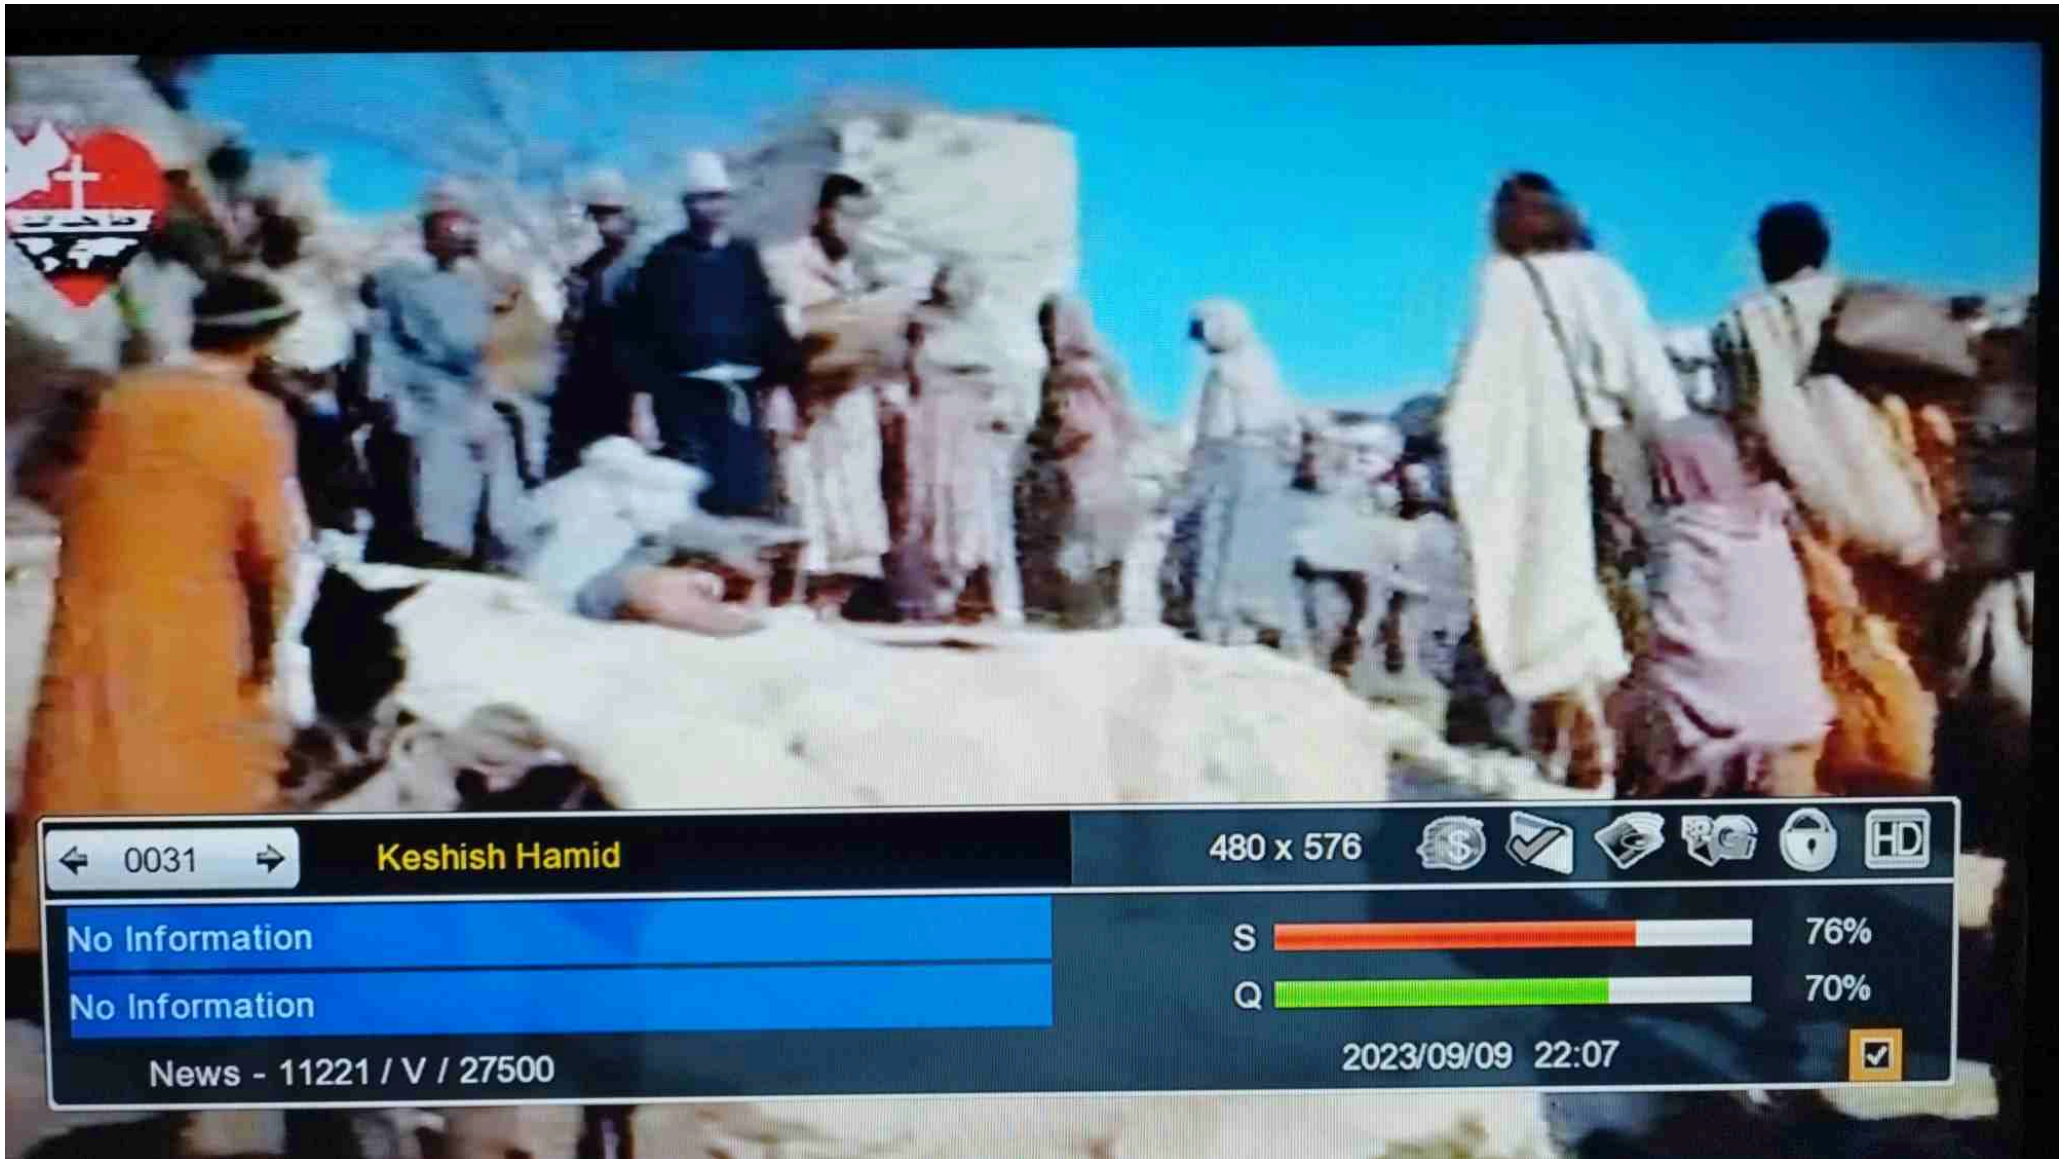 0031 Keshish Hamid 480 x 576 HD
No Information
S 76%
No Information
Q 70%
News - 11221 / V / 27500 2023/09/09 22:07